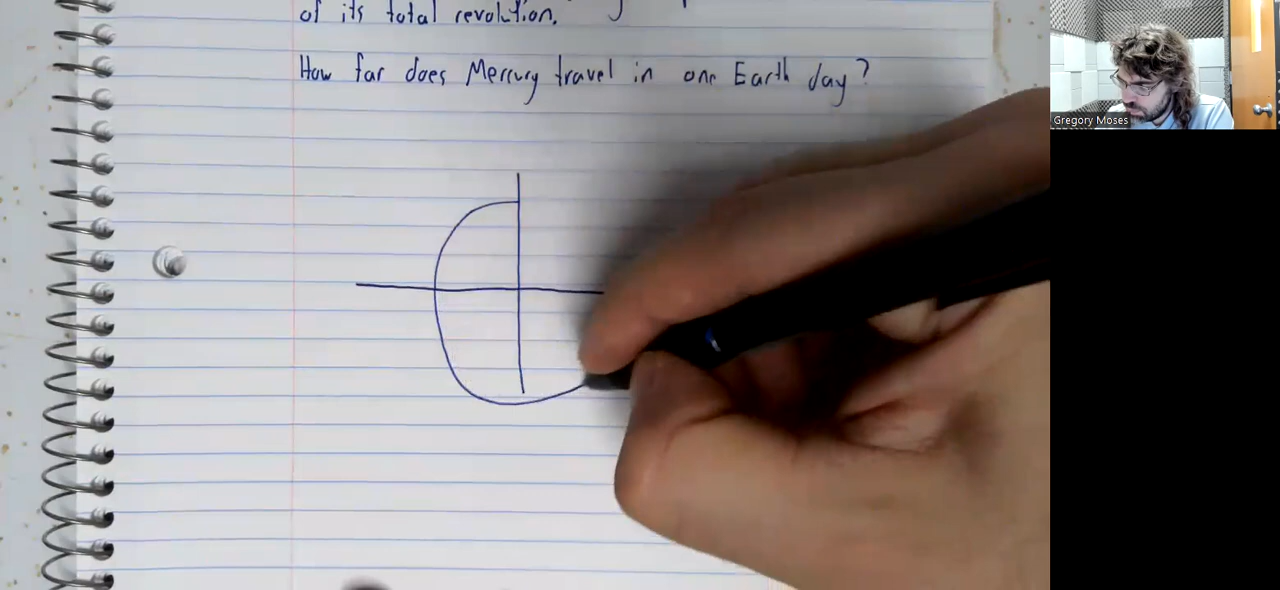 of its total revolution.
How far does Mercury travel in one Earth day?
Gregory Moses